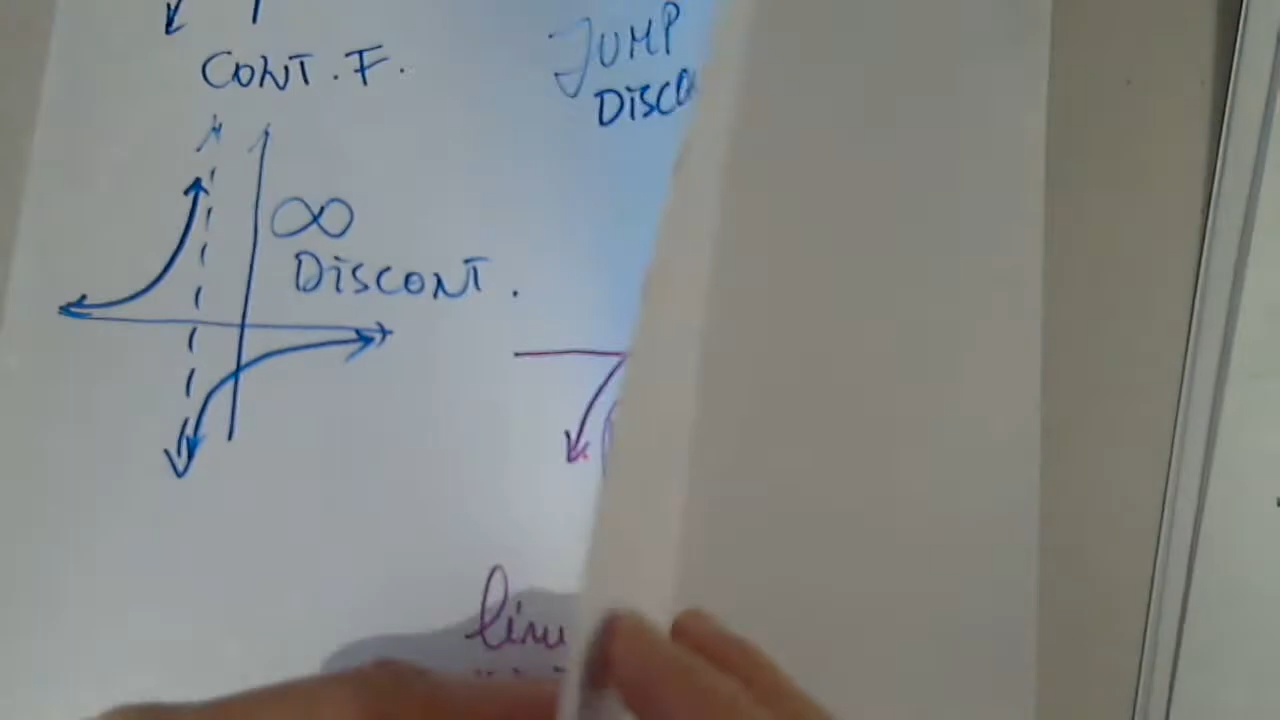 CONT. F.
JUMP
DISCO
∞
DISCONT.
lim